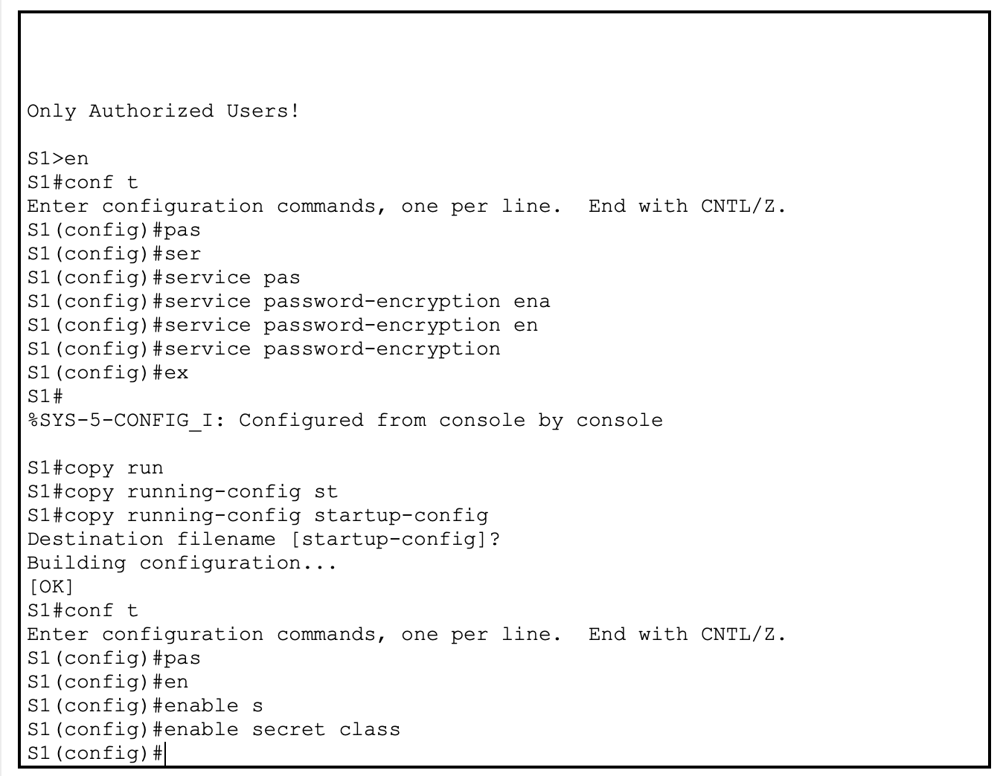 Only Authorized Users!
S1>en
S1#conf t
Enter configuration commands, one per line.  End with CNTL/Z.
S1(config)#pas
S1(config)#ser
S1(config)#service pas
S1(config)#service password-encryption ena
S1(config)#service password-encryption en
S1(config)#service password-encryption
S1(config)#ex
S1#
%SYS-5-CONFIG_I: Configured from console by console
S1#copy run
S1#copy running-config st
S1#copy running-config startup-config
Destination filename [startup-config]?
Building configuration...
[OK]
S1#conf t
Enter configuration commands, one per line.  End with CNTL/Z.
S1(config)#pas
S1(config)#en
S1(config)#enable s
S1(config)#enable secret class
S1(config)#